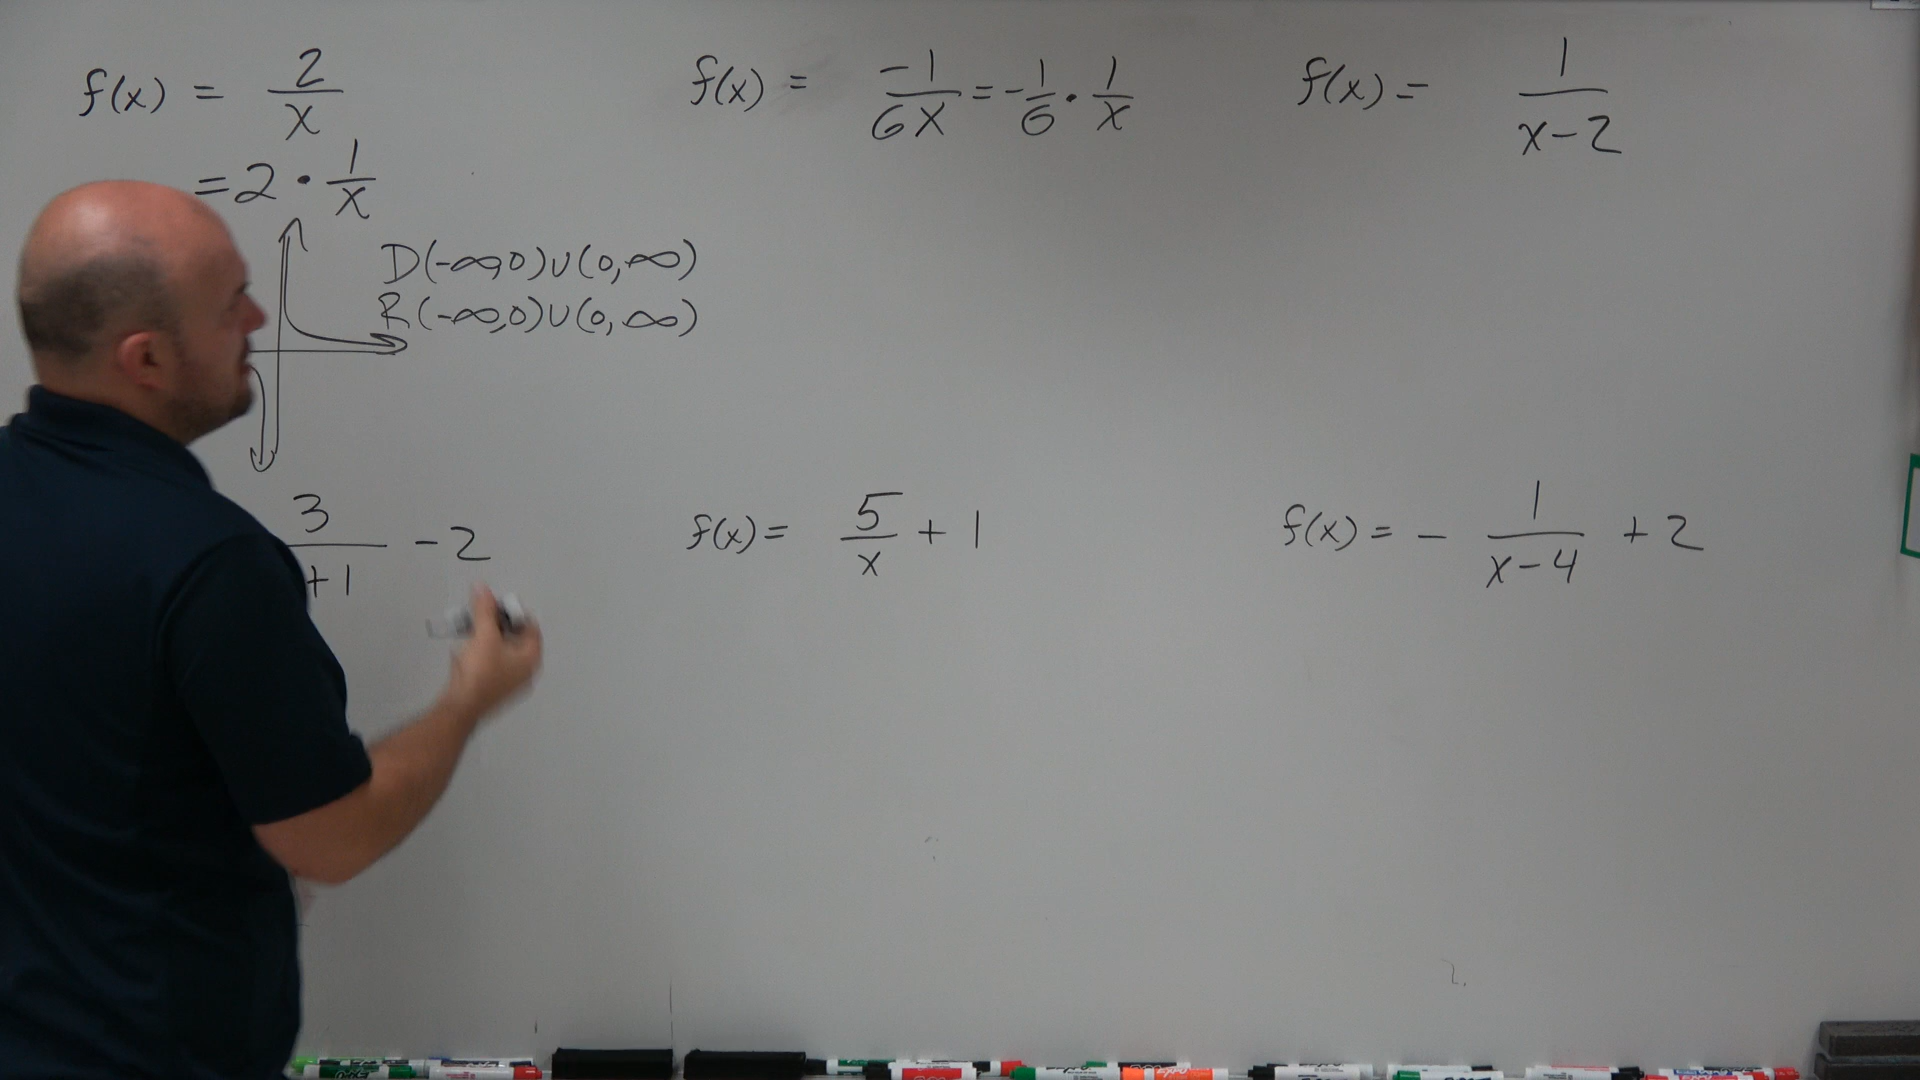 f(x) = 2/x
= 2 · 1/x
D(-∞,0)∪(0,∞)
R(-∞,0)∪(0,∞)
f(x) = -1/6x = -1/6 · 1/x
f(x) = 1/x-2
3/+1 - 2
f(x) = 5/x + 1
f(x) = - 1/x-4 + 2